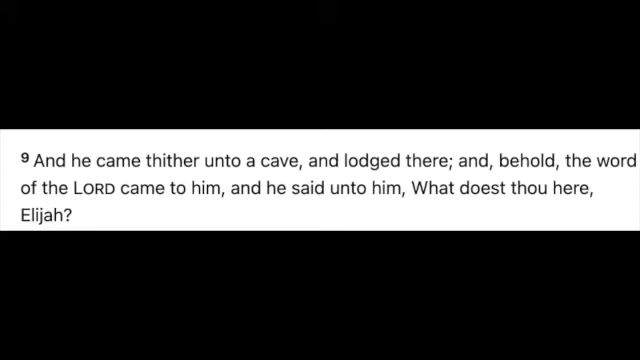 9 And he came thither unto a cave, and lodged there; and, behold, the word
of the LORD came to him, and he said unto him, What doest thou here,
Elijah?